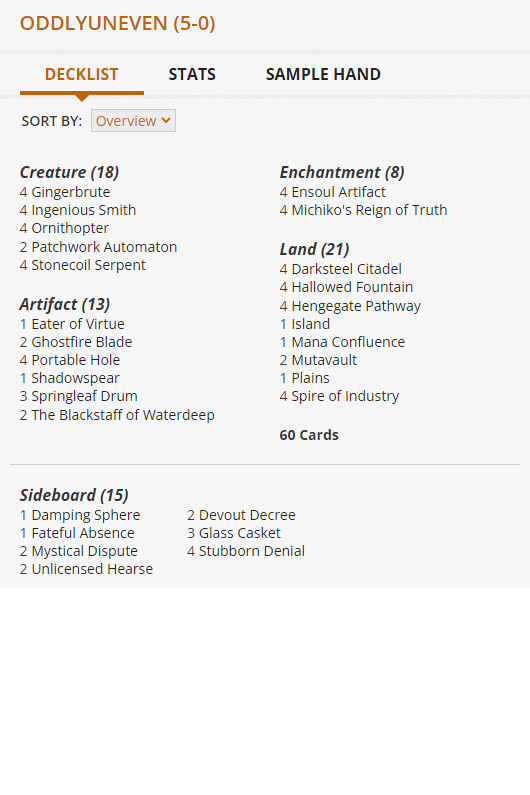 ODDLYUNEVEN (5-0)
DECKLIST STATS SAMPLE HAND
SORT BY: Overview
Creature (18)
4 Gingerbrute
4 Ingenious Smith
4 Ornithopter
2 Patchwork Automaton
4 Stonecoil Serpent
Artifact (13)
1 Eater of Virtue
2 Ghostfire Blade
4 Portable Hole
1 Shadowspear
3 Springleaf Drum
2 The Blackstaff of Waterdeep
Enchantment (8)
4 Ensoul Artifact
4 Michiko's Reign of Truth
Land (21)
4 Darksteel Citadel
4 Hallowed Fountain
4 Hengegate Pathway
1 Island
1 Mana Confluence
2 Mutavault
1 Plains
4 Spire of Industry
60 Cards
Sideboard (15)
1 Damping Sphere
1 Fateful Absence
2 Mystical Dispute
2 Unlicensed Hearse
2 Devout Decree
3 Glass Casket
4 Stubborn Denial